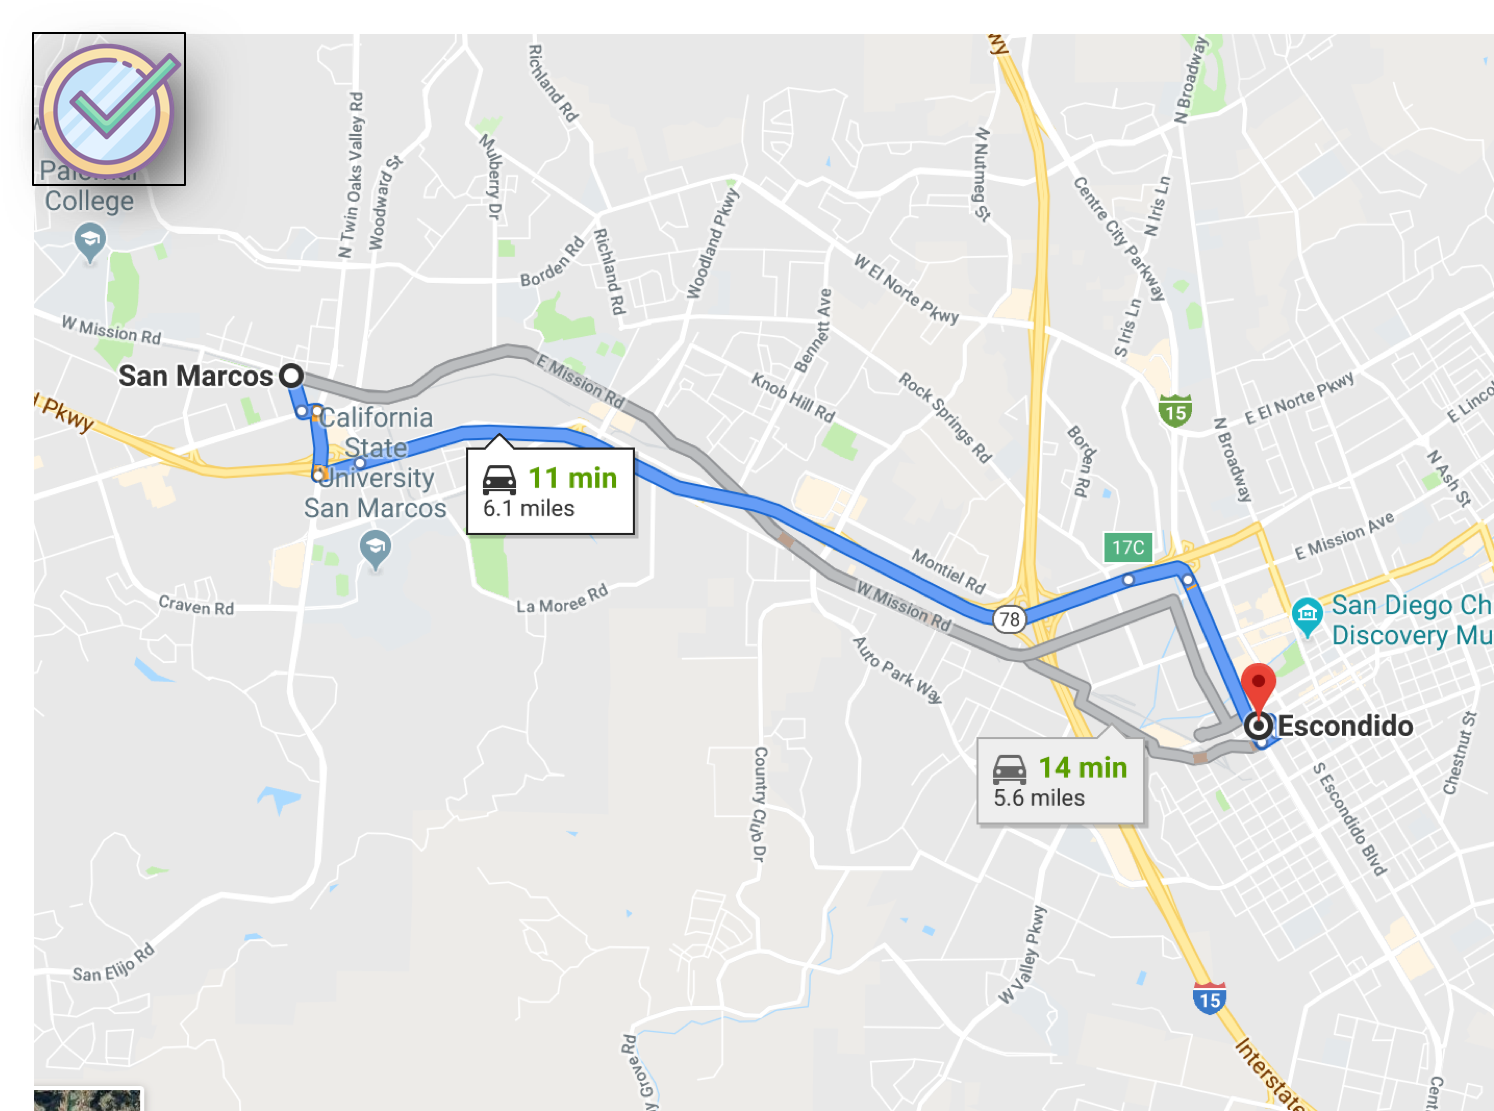 wy
N Broadway
Richland Rd
N Twin Oaks Valley Rd
Woodward St
Mulberry Dr
N Nutmeg St
Centre City Parkway
N Iris Ln
Palomar
College
Borden Rd
Richland Rd
Woodland Pkwy
W El Norte Pkwy
Bennett Ave
S Iris Ln
W Mission Rd
San Marcos
E Mission Rd
Knob Hill Rd
Rock Springs Rd
15
E El Norte Pkwy
E Lincol
Pkwy
California
State
University
San Marcos
11 min
6.1 miles
Borden Rd
N Broadway
N Ash St
17C
E Mission Ave
Montiel Rd
Craven Rd
La Moree Rd
W Mission Rd
78
San Diego Ch
Discovery Mu
Auto Park Way
Escondido
14 min
5.6 miles
Chestnut St
Country Club Dr
S Escondido Blvd
San Elijo Rd
W Valley Pkwy
15
Interstate
y Grove Rd
Cent